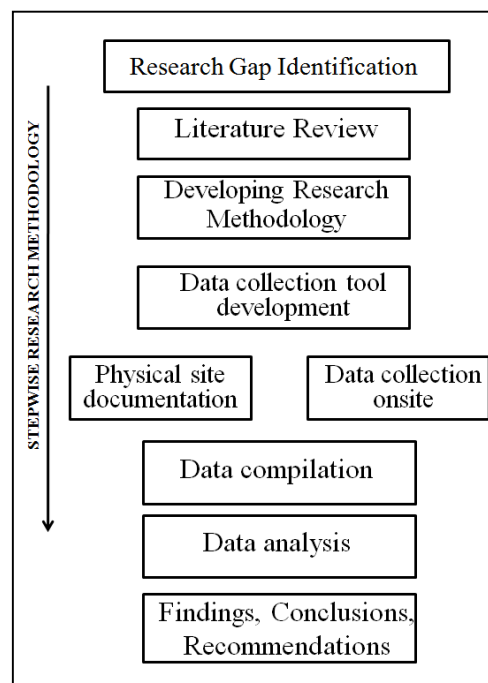 Research Gap Identification
Literature Review
Developing Research
Methodology
Data collection tool
development
Physical site
documentation
Data collection
onsite
Data compilation
Data analysis
Findings, Conclusions,
Recommendations
STEPWISE RESEARCH METHODOLOGY